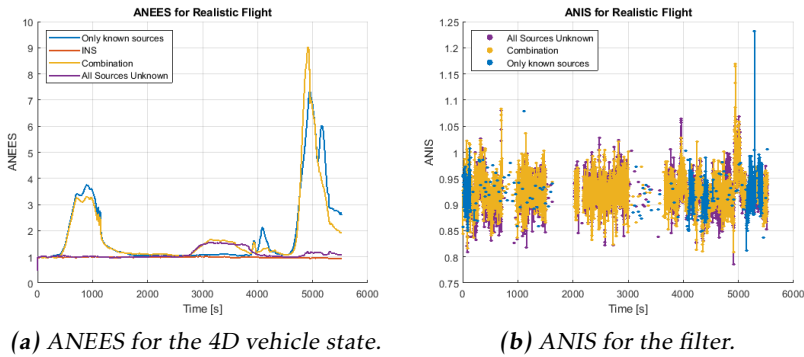 ANEES for Realistic Flight
Only known sources
INS
Combination
All Sources Unknown
ANEES
10
9
8
7
6
5
4
3
2
1
0
0 1000 2000 3000 4000 5000 6000
Time [s]
(a) ANEES for the 4D vehicle state.
ANIS for Realistic Flight
All Sources Unknown
Combination
Only known sources
ANIS
1.25
1.2
1.15
1.1
1.05
1
0.95
0.9
0.85
0.8
0.75
0 1000 2000 3000 4000 5000 6000
Time [s]
(b) ANIS for the filter.